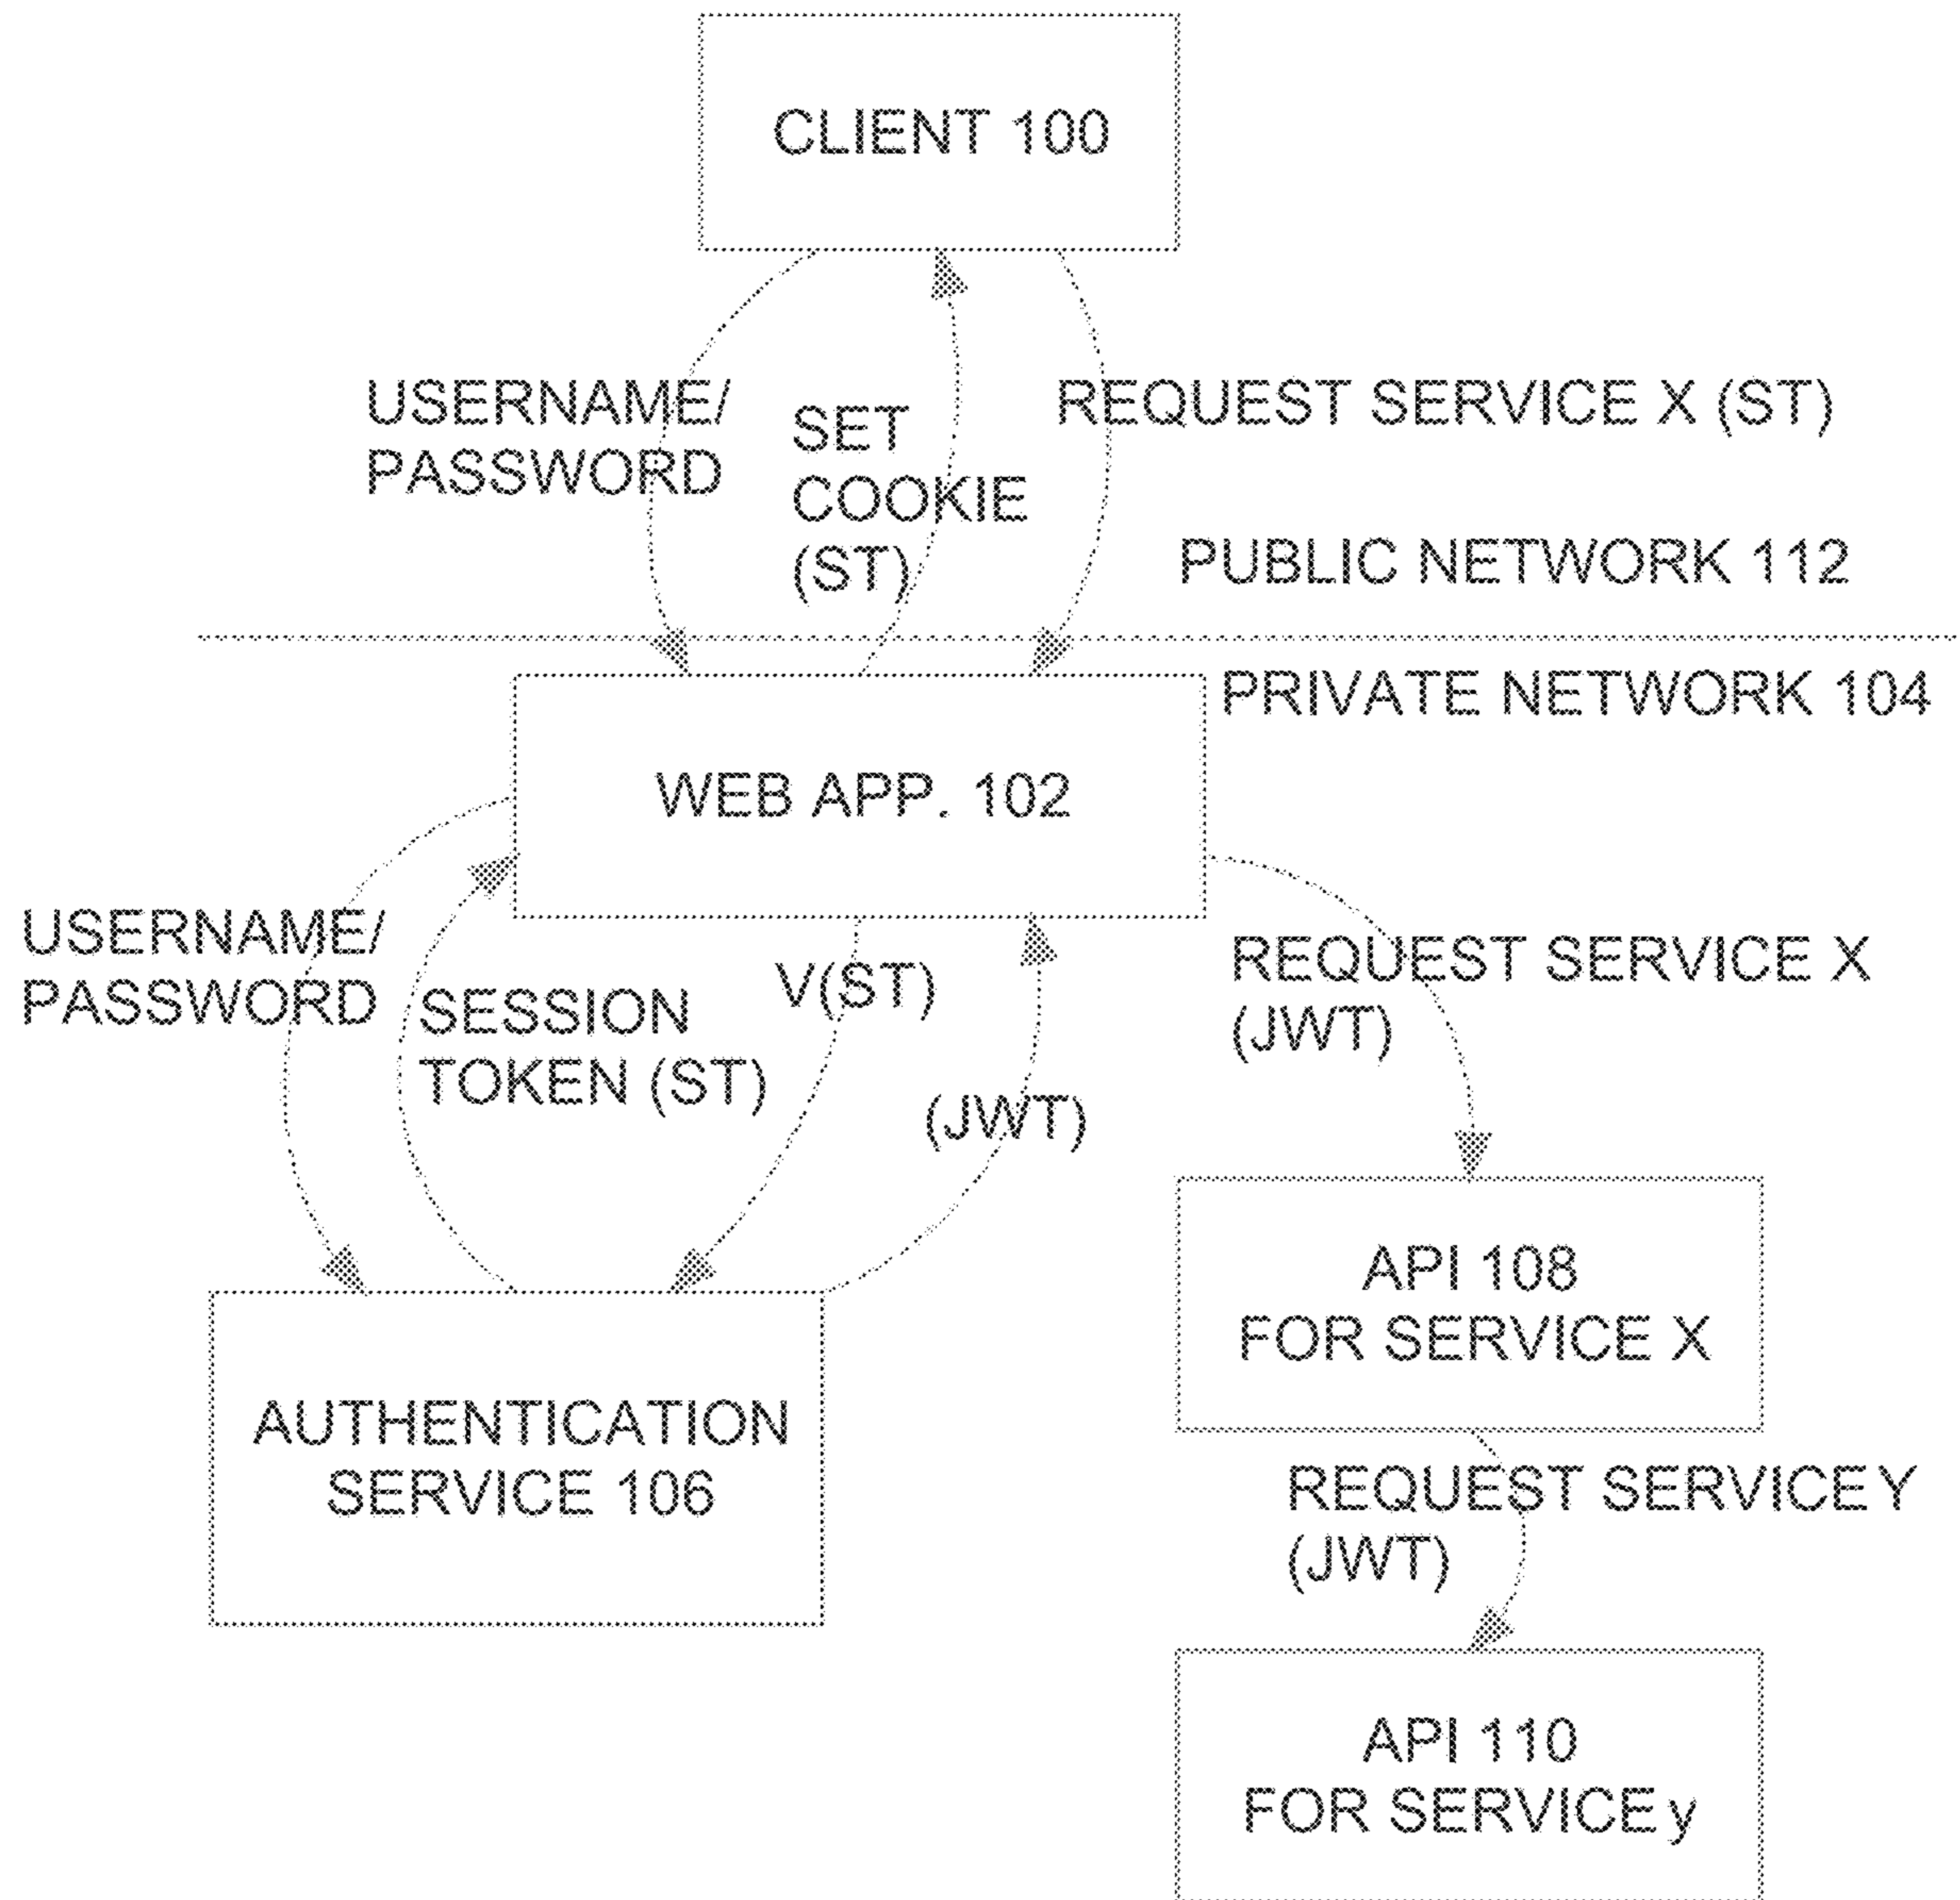 CLIENT 100
USERNAME/
PASSWORD
SET
COOKIE
(ST)
REQUEST SERVICE X (ST)
PUBLIC NETWORK 112
PRIVATE NETWORK 104
WEB APP. 102
USERNAME/
PASSWORD
SESSION
TOKEN (ST)
V(ST)
(JWT)
REQUEST SERVICE X
(JWT)
API 108
FOR SERVICE X
AUTHENTICATION
SERVICE 106
REQUEST SERVICE Y
(JWT)
API 110
FOR SERVICE y